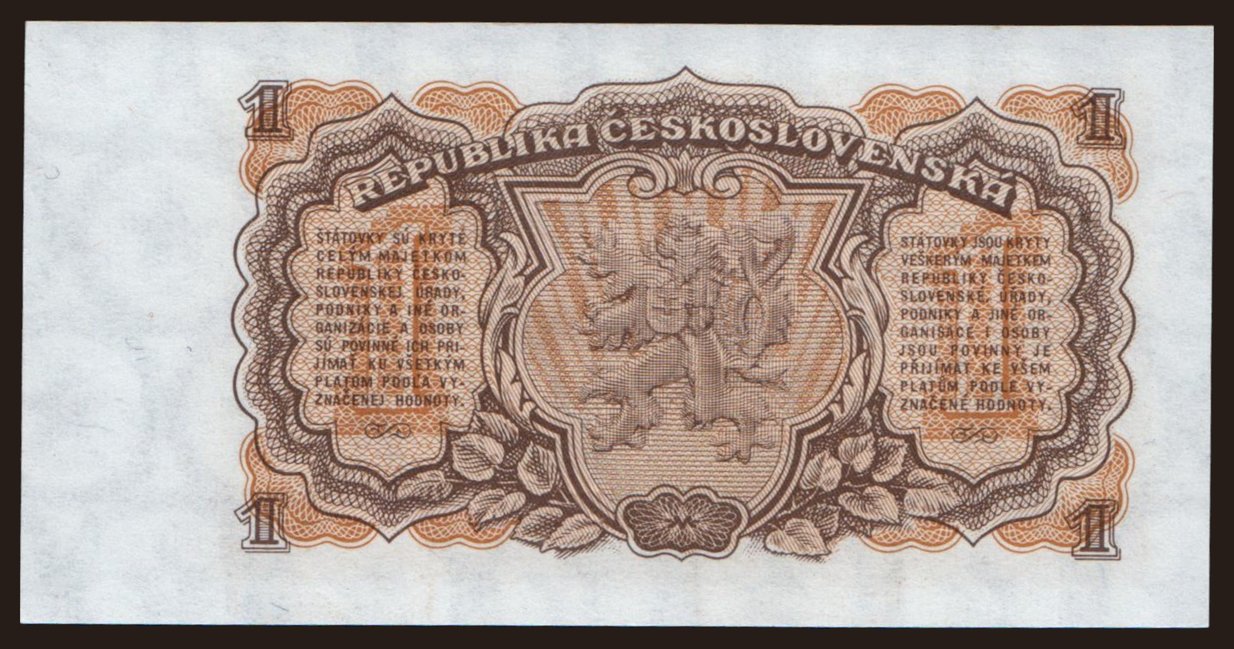 1
1
REPUBLIKA ČESKOSLOVENSKÁ
ŠTÁTOVKY SÚ KRYTÉ
CELÝM MAJETKOM
REPUBLIKY ČESKO-
SLOVENSKEJ. ÚRADY,
PODNIKY A INÉ OR-
GANIZÁCIE A OSOBY
SÚ POVINNÉ ICH PRI-
JÍMAŤ KU VŠETKÝM
PLATOM PODĽA VY-
ZNAČENEJ HODNOTY.
1
STÁTOVKY JSOU KRYTY
VEŠKERÝM MAJETKEM
REPUBLIKY ČESKO-
SLOVENSKÉ. ÚŘADY,
PODNIKY A JINÉ OR-
GANISACE I OSOBY
JSOU POVINNY JE
PŘIJÍMAT KE VŠEM
PLATŮM PODLE VY-
ZNAČENÉ HODNOTY.
1
1
1